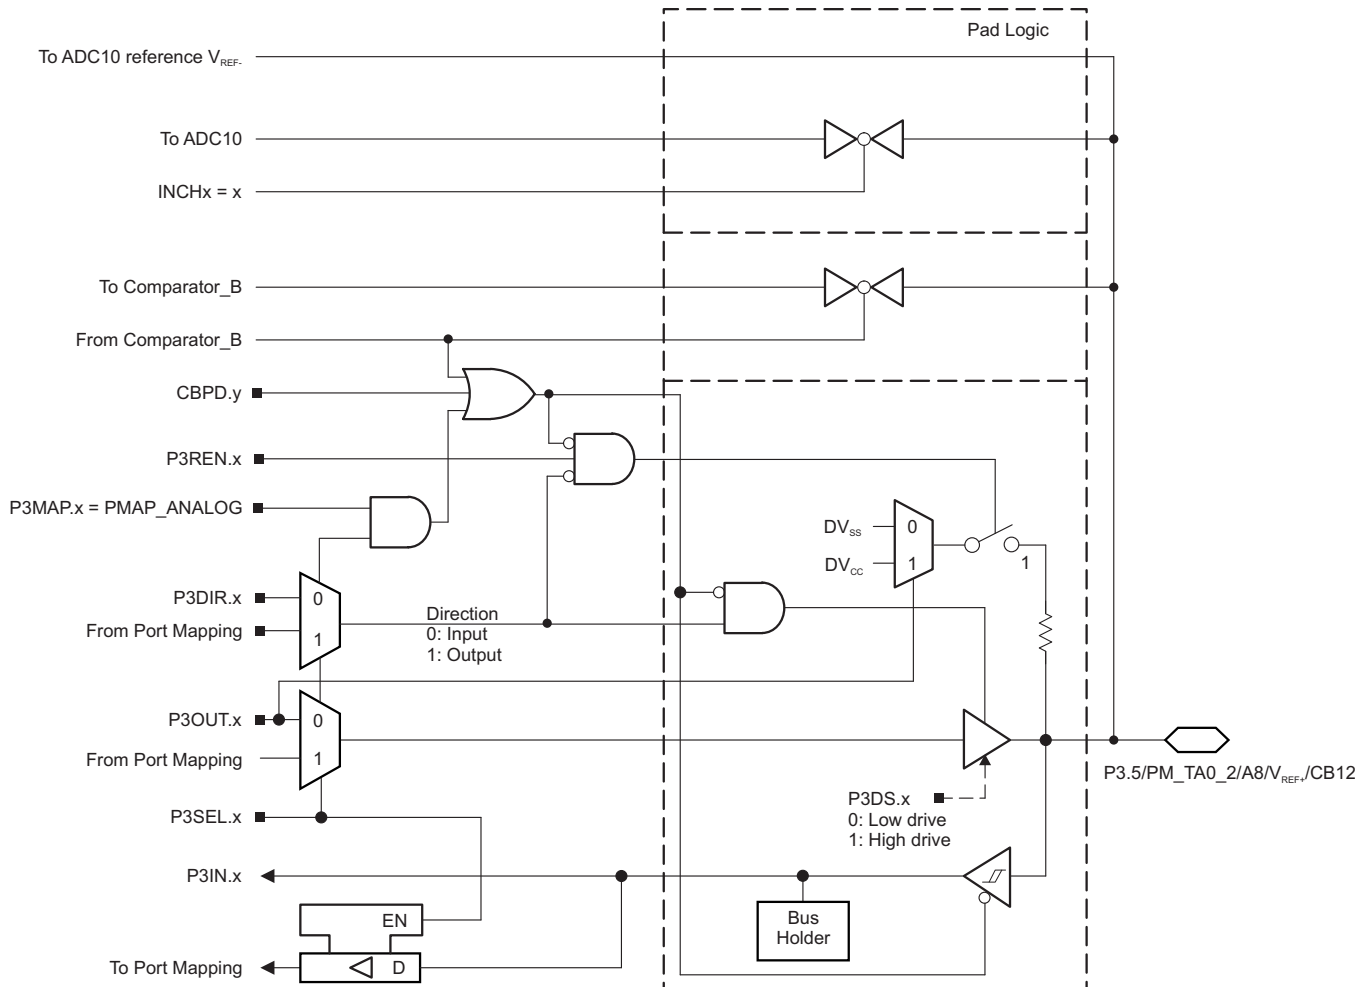 Pad Logic
To ADC10 reference VREF-
To ADC10
INCHx = x
To Comparator_B
From Comparator_B
CBPD.y
P3REN.x
P3MAP.x = PMAP_ANALOG
DVSS
0
DVCC
1
1
P3DIR.x
0
From Port Mapping
1
Direction
0: Input
1: Output
P3OUT.x
0
From Port Mapping
1
P3.5/PM_TA0_2/A8/VREF+/CB12
P3DS.x
0: Low drive
1: High drive
P3SEL.x
P3IN.x
EN
Bus
Holder
To Port Mapping
D